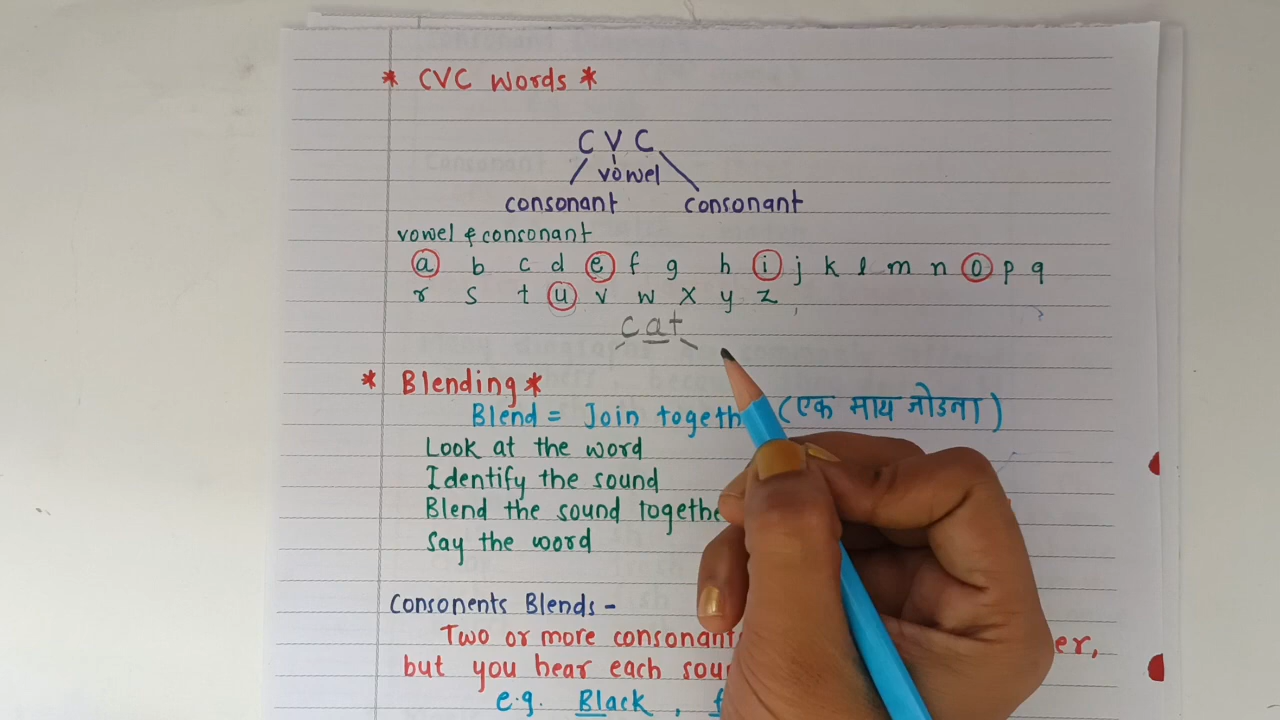 * CVC Words *
C V C
vowel
consonant consonant
vowel & consonant
a b c d e f g h i j k l m n o p q
r s t u v w x y z
cat
* Blending *
Blend = Join togeth (एक माय जोडना)
Look at the word
Identify the sound
Blend the sound togethe
Say the word
Consonents Blends -
Two or more consonant er,
but you hear each sou
e.g. Black ,